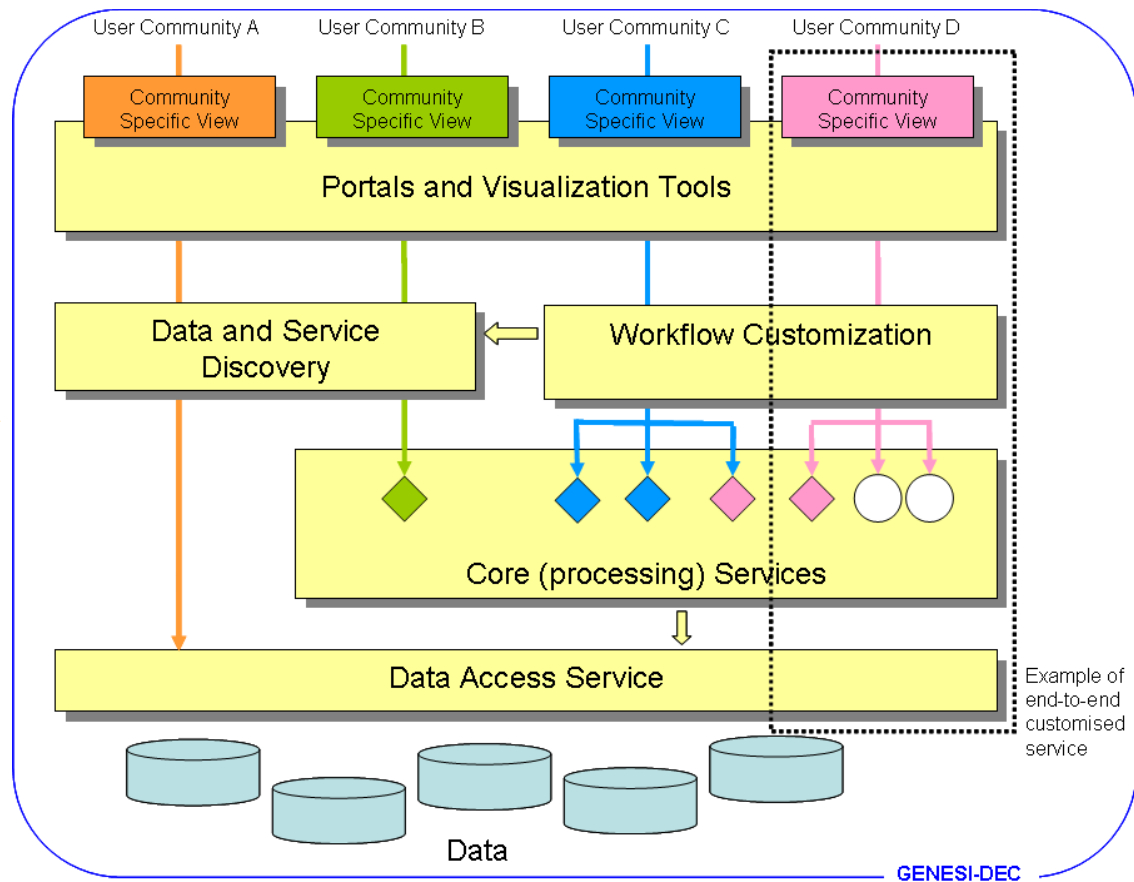 User Community A
User Community B
User Community C
User Community D
Community
Specific View
Community
Specific View
Community
Specific View
Community
Specific View
Portals and Visualization Tools
Data and Service
Discovery
Workflow Customization
Core (processing) Services
Data Access Service
Example of
end-to-end
customised
service
Data
GENESI-DEC